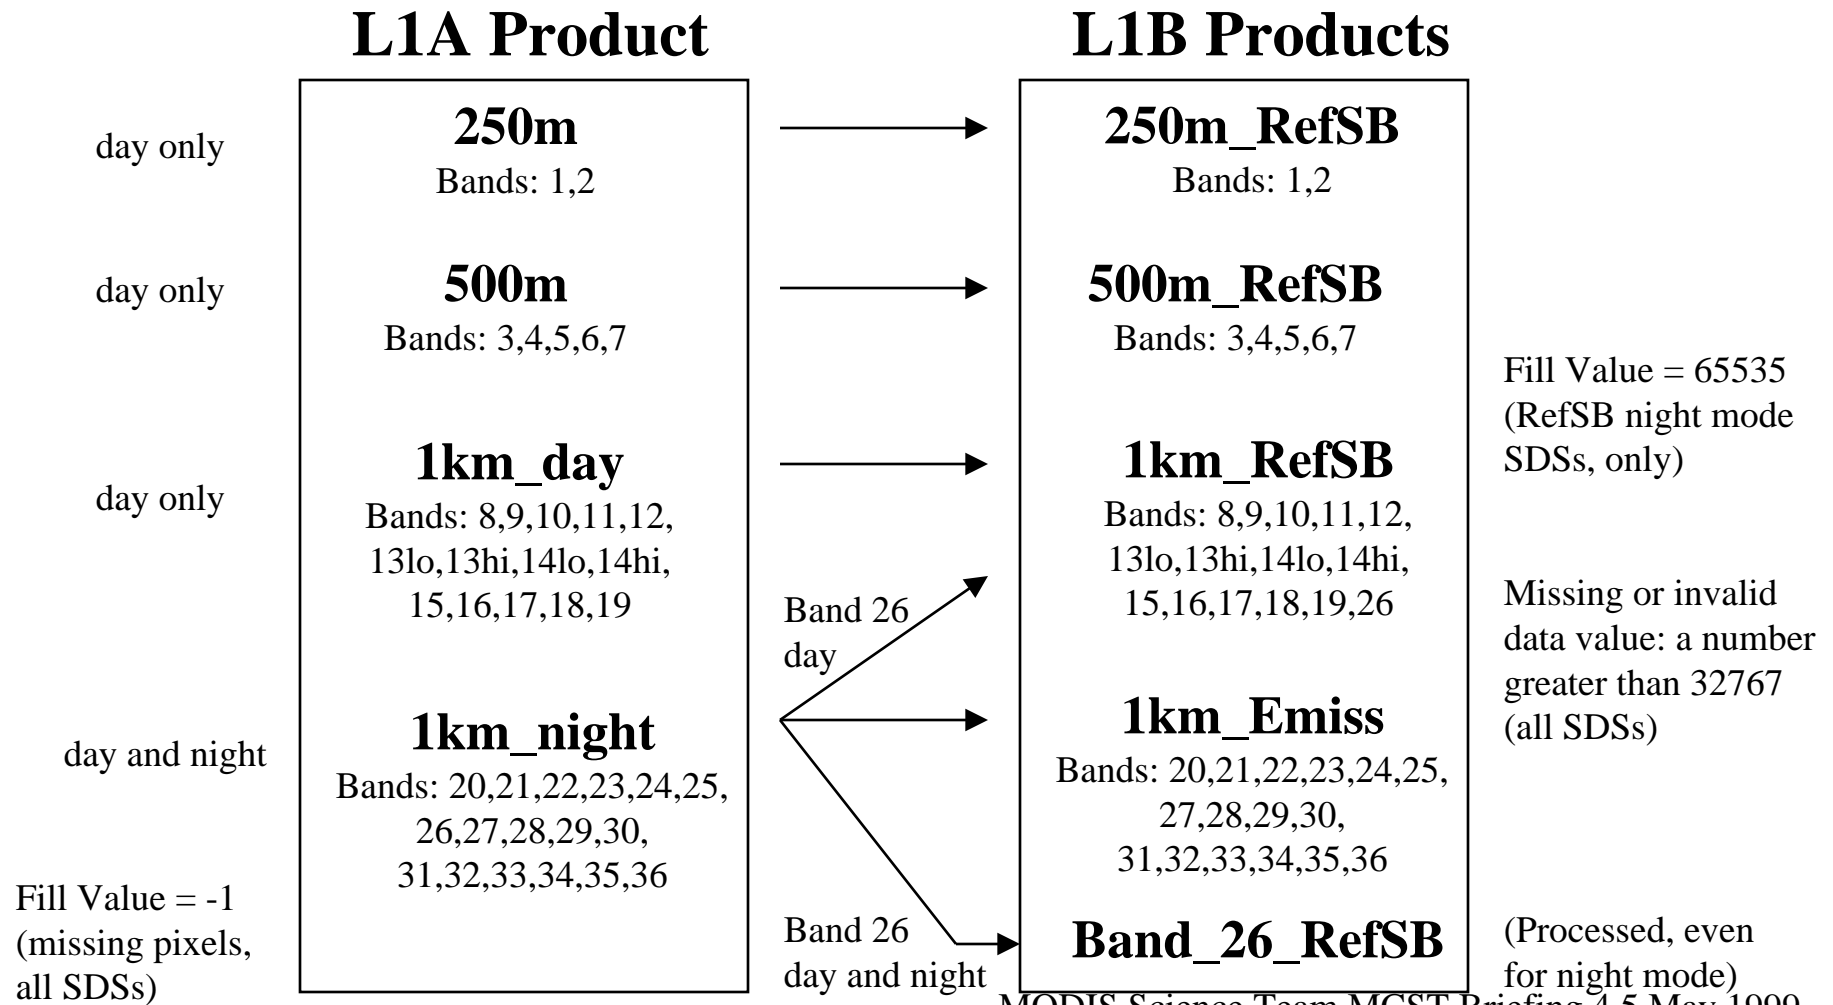 L1A Product
L1B Products
day only
250m
Bands: 1,2
250m_RefSB
Bands: 1,2
day only
500m
Bands: 3,4,5,6,7
500m_RefSB
Bands: 3,4,5,6,7
Fill Value = 65535
(RefSB night mode
SDSs, only)
day only
1km_day
Bands: 8,9,10,11,12,
13lo,13hi,14lo,14hi,
15,16,17,18,19
1km_RefSB
Bands: 8,9,10,11,12,
13lo,13hi,14lo,14hi,
15,16,17,18,19,26
Band 26
day
Missing or invalid
data value: a number
greater than 32767
(all SDSs)
day and night
1km_night
Bands: 20,21,22,23,24,25,
26,27,28,29,30,
31,32,33,34,35,36
1km_Emiss
Bands: 20,21,22,23,24,25,
27,28,29,30,
31,32,33,34,35,36
Fill Value = -1
(missing pixels,
all SDSs)
Band 26
day and night
Band_26_RefSB
(Processed, even
for night mode)
MODIS Science Team MCST Briefing 4-5 May 1999